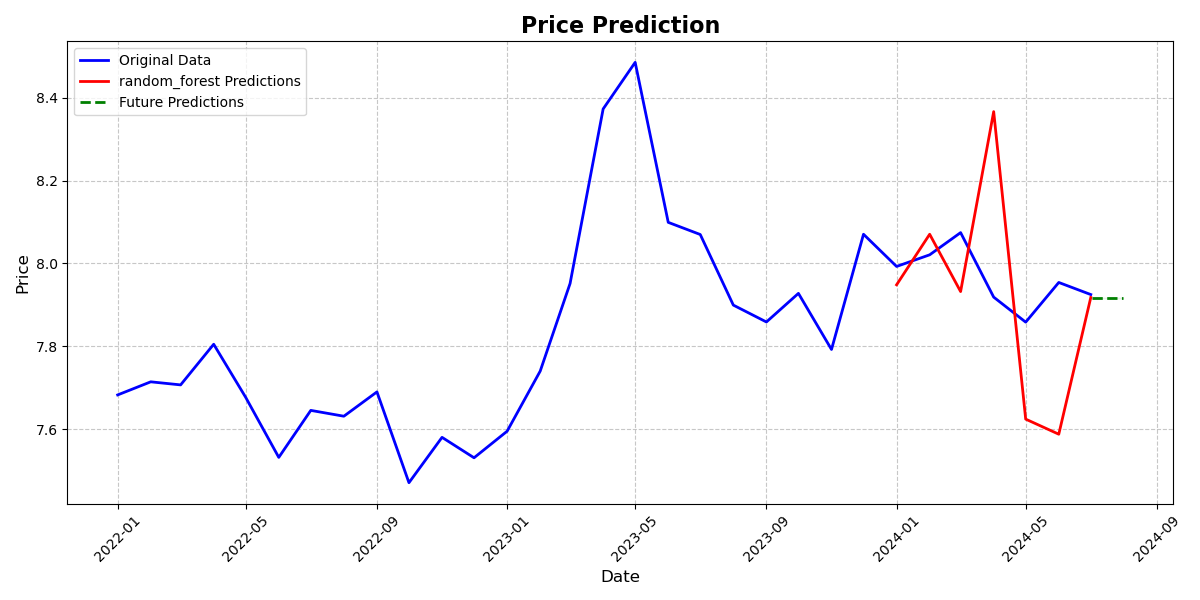 Price Prediction
Original Data
random_forest Predictions
Future Predictions
Price
8.4
8.2
8.0
7.8
7.6
2022-01
2022-05
2022-09
2023-01
2023-05
2023-09
2024-01
2024-05
2024-09
Date